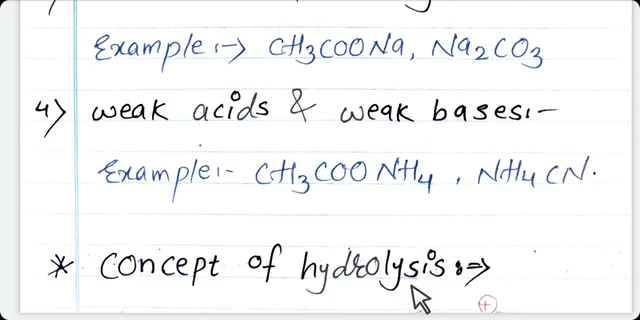 Example :→ CH3COONa, Na2CO3
4) weak acids & weak bases:-
Example:- CH3COONH4, NH4CN.
* concept of hydrolysis :⇒